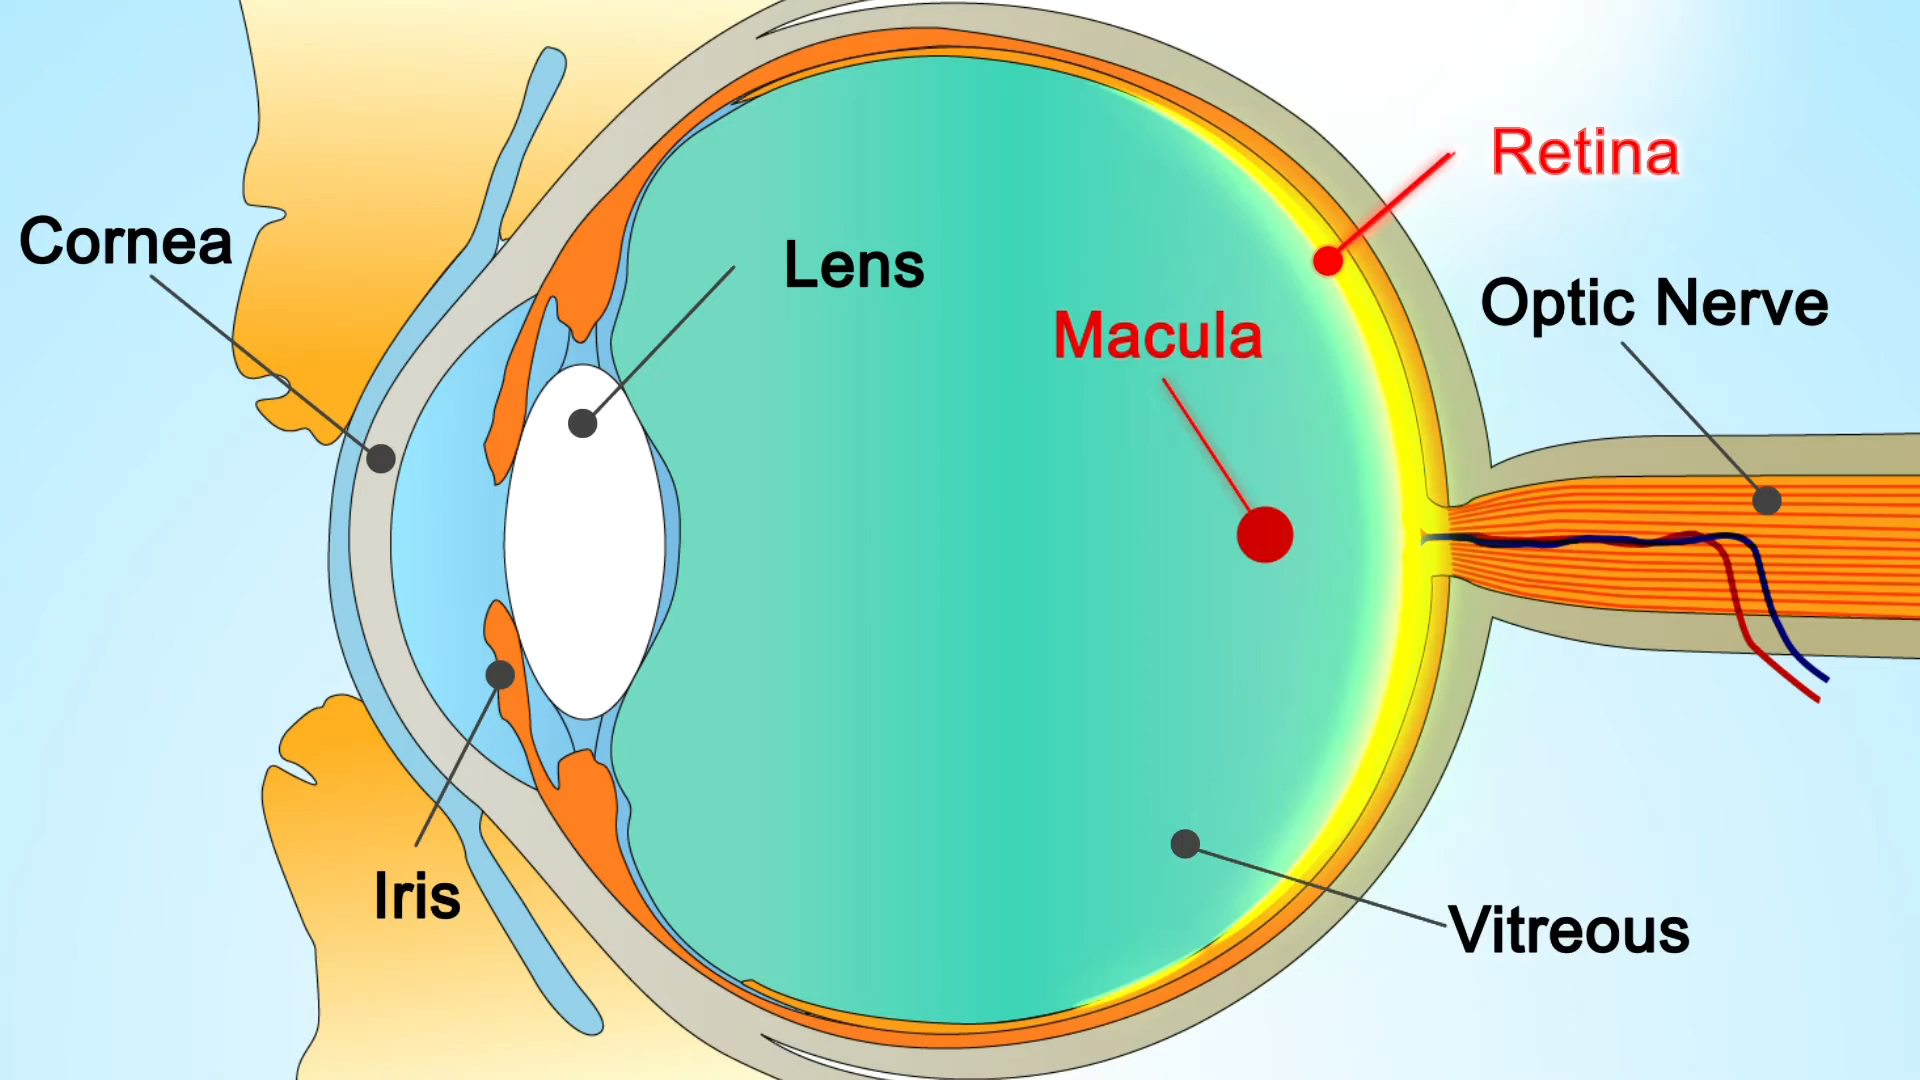 Retina
Cornea
Lens
Optic Nerve
Macula
Iris
Vitreous